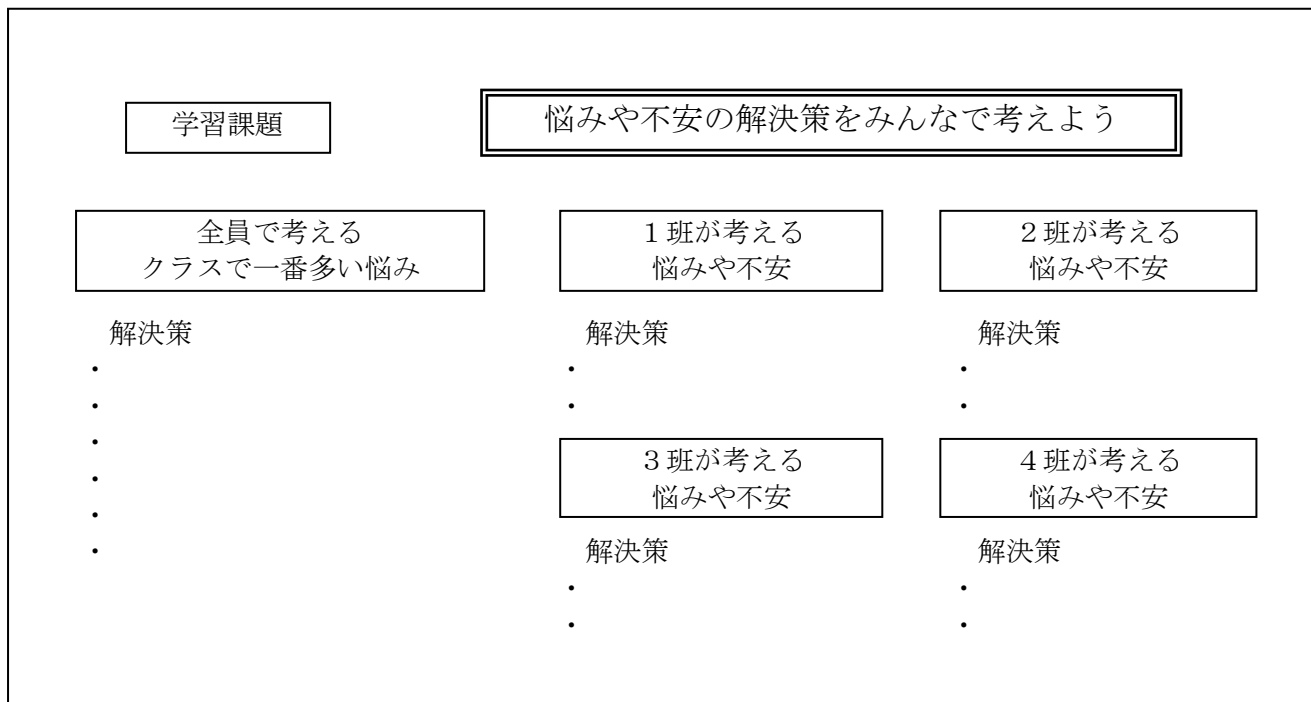 学習課題
悩みや不安の解決策をみんなで考えよう
全員で考える
クラスで一番多い悩み
解決策
・
・
・
・
・
・
１班が考える
悩みや不安
解決策
・
・
２班が考える
悩みや不安
解決策
・
・
３班が考える
悩みや不安
解決策
・
・
４班が考える
悩みや不安
解決策
・
・